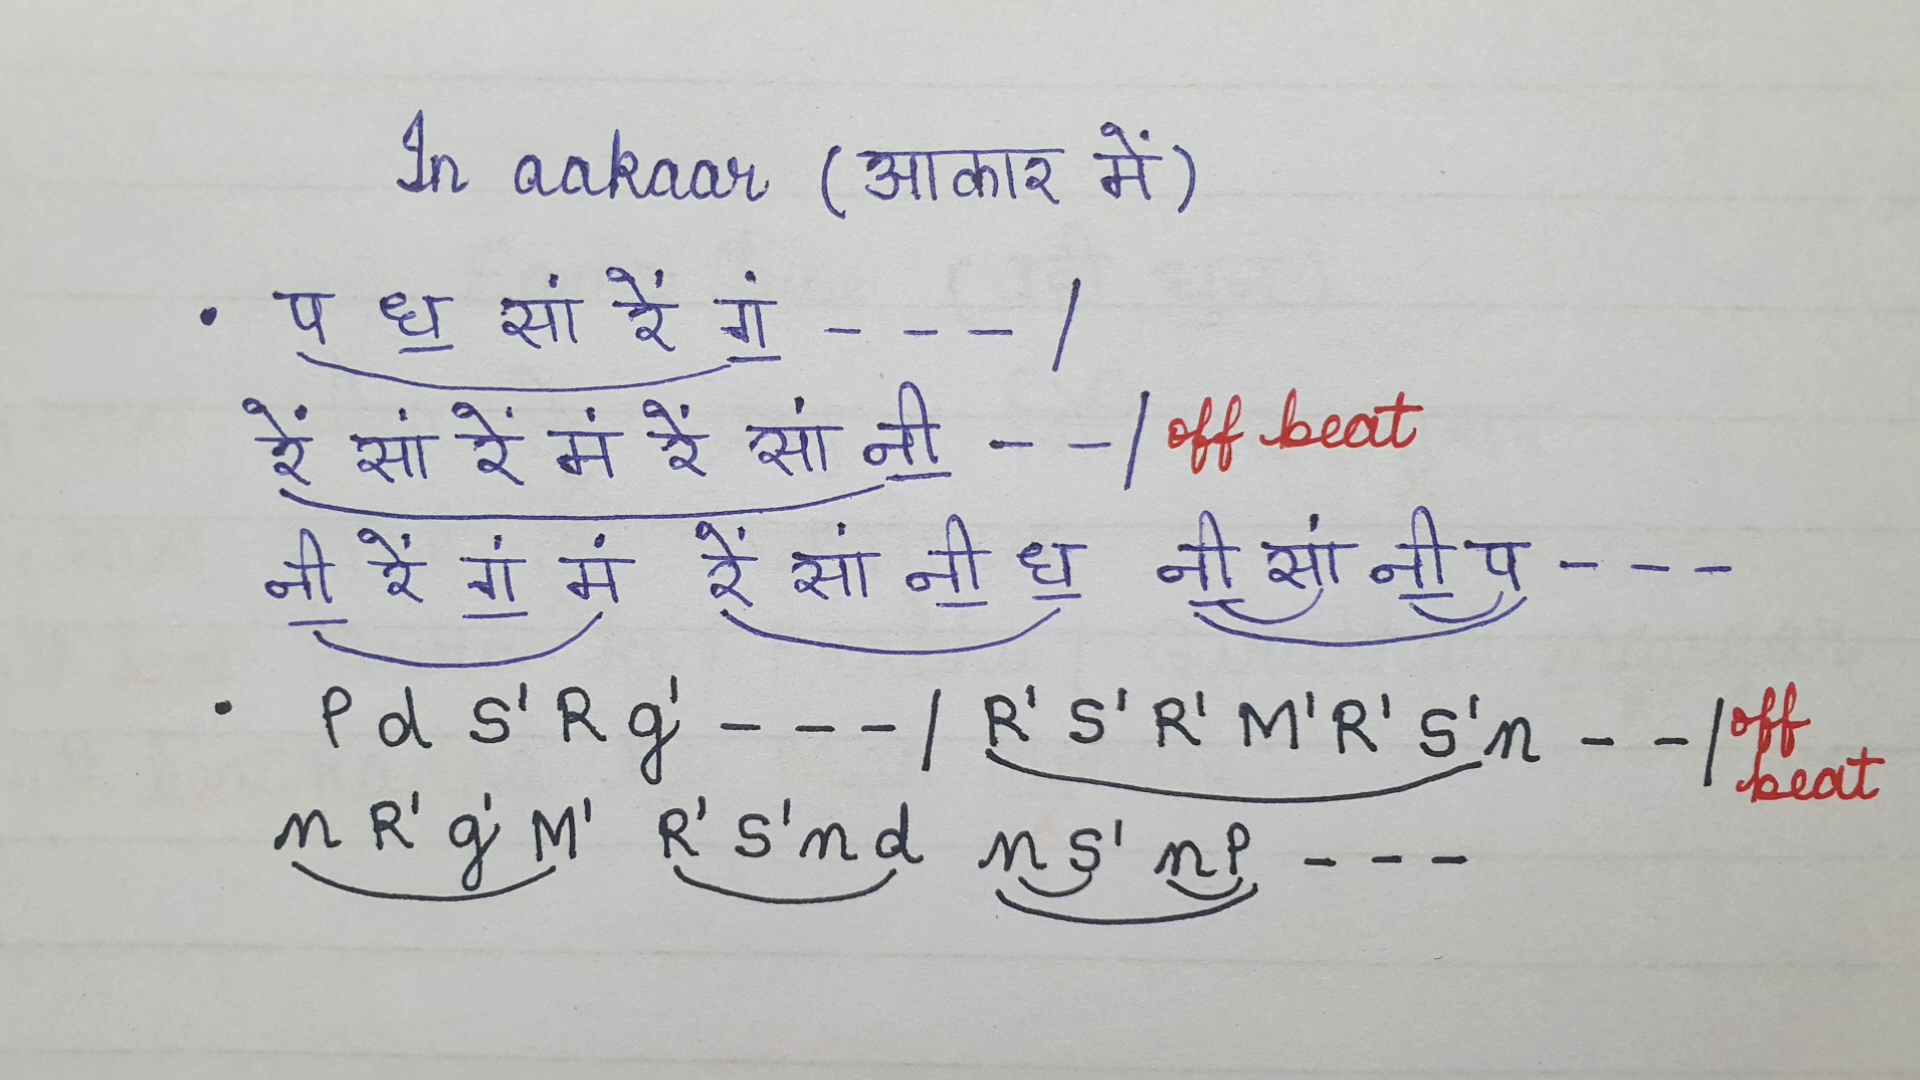 In aakaar (आकार में)
• प ध॒ सां रें गं॒ - - - /
रें सां रें मं रें सां नी॒ - - / off beat
नी॒ रें गं॒ मं रें सां नी॒ ध॒ नी॒ सां नी॒ प - - -
• P d S' R g' - - - / R' S' R' M' R' S' n - - / off
beat
n R' g' M' R' S' n d n S' n P - - -